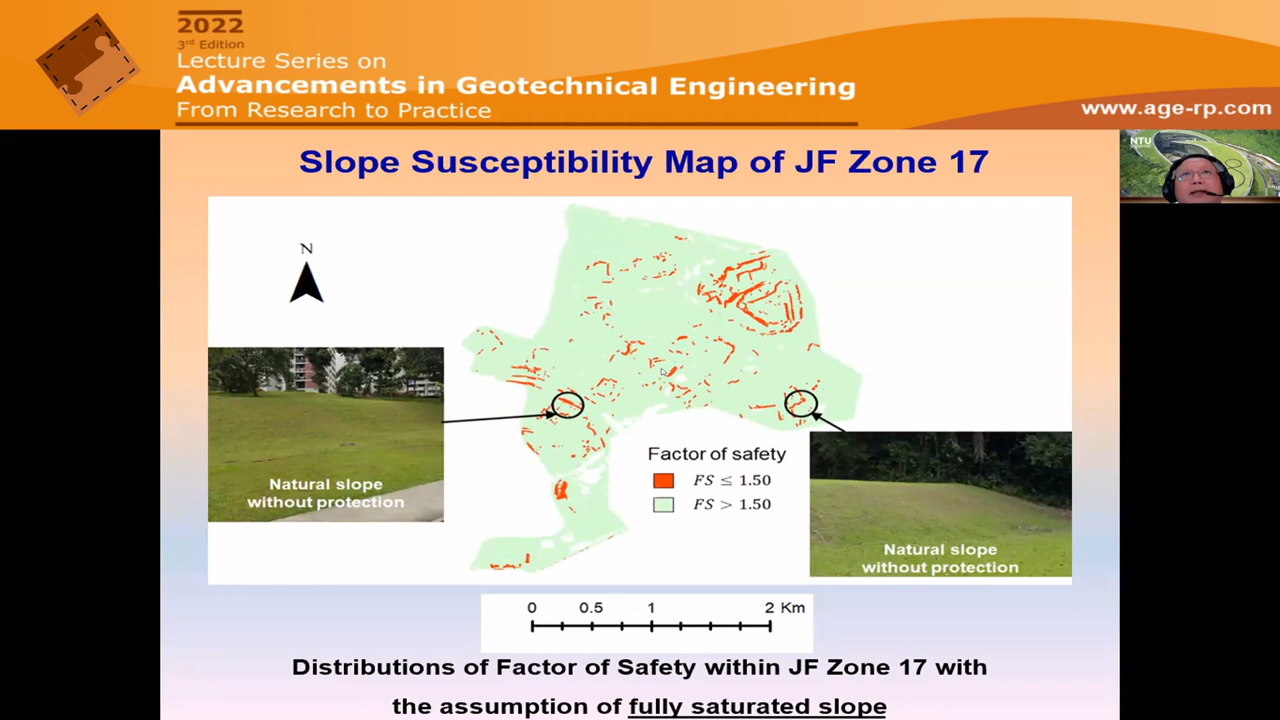 2022
3rd Edition
Lecture Series on
Advancements in Geotechnical Engineering
From Research to Practice
www.age-rp.com
NTU
Slope Susceptibility Map of JF Zone 17
N
Natural slope
without protection
Factor of safety
FS ≤ 1.50
FS > 1.50
Natural slope
without protection
0 0.5 1 2 Km
Distributions of Factor of Safety within JF Zone 17 with
the assumption of fully saturated slope